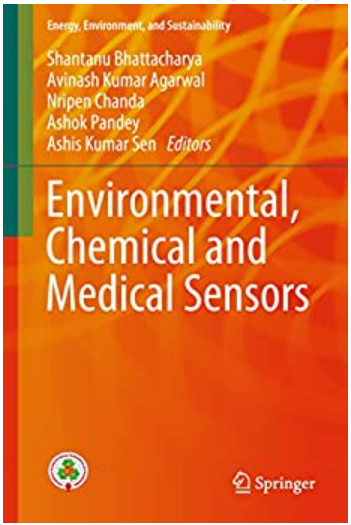 Energy, Environment, and Sustainability
Shantanu Bhattacharya
Avinash Kumar Agarwal
Nripen Chanda
Ashok Pandey
Ashis Kumar Sen Editors
Environmental,
Chemical and
Medical Sensors
Springer